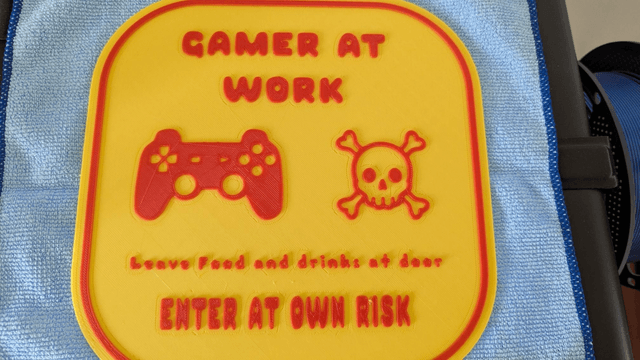 GAMER AT
WORK
Leave Food and drinks at door
ENTER AT OWN RISK